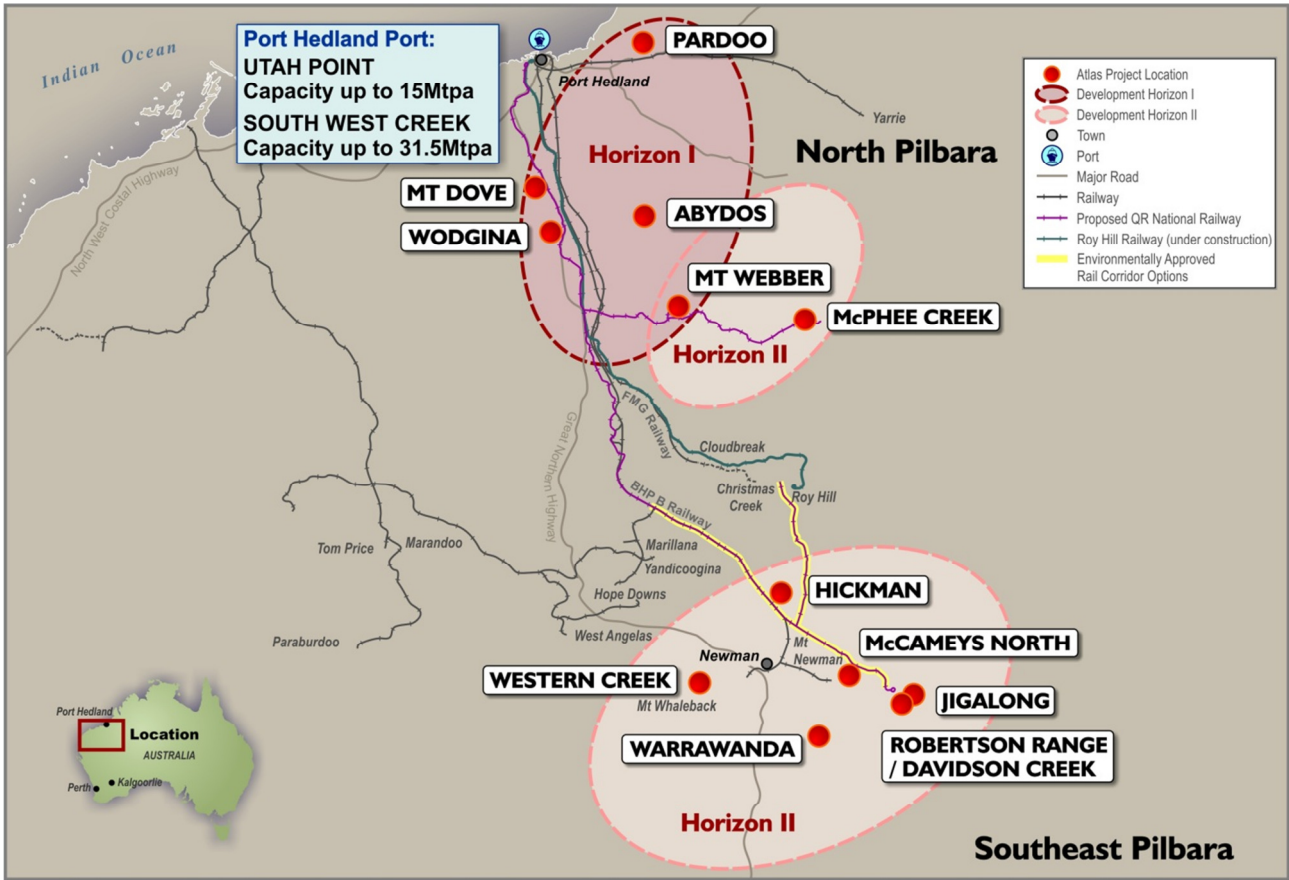 Indian Ocean
Port Hedland Port:
UTAH POINT
Capacity up to 15Mtpa
SOUTH WEST CREEK
Capacity up to 31.5Mtpa
Port Hedland
PARDOO
Yarrie
Atlas Project Location
Development Horizon I
Development Horizon II
Town
Port
Major Road
Railway
Proposed QR National Railway
Roy Hill Railway (under construction)
Environmentally Approved
Rail Corridor Options
North West Costal Highway
Horizon I
North Pilbara
MT DOVE
WODGINA
ABYDOS
MT WEBBER
McPHEE CREEK
Horizon II
FMG Railway
Great Northern Highway
Cloudbreak
Christmas
Creek
Roy Hill
BHP B Railway
Tom Price
Marandoo
Marillana
Yandicoogina
Hope Downs
West Angelas
Paraburdoo
HICKMAN
Mt
Newman
Newman
McCAMEYS NORTH
WESTERN CREEK
Mt Whaleback
JIGALONG
WARRAWANDA
ROBERTSON RANGE
/ DAVIDSON CREEK
Horizon II
Southeast Pilbara
Port Hedland
Location
AUSTRALIA
Perth
Kalgoorlie